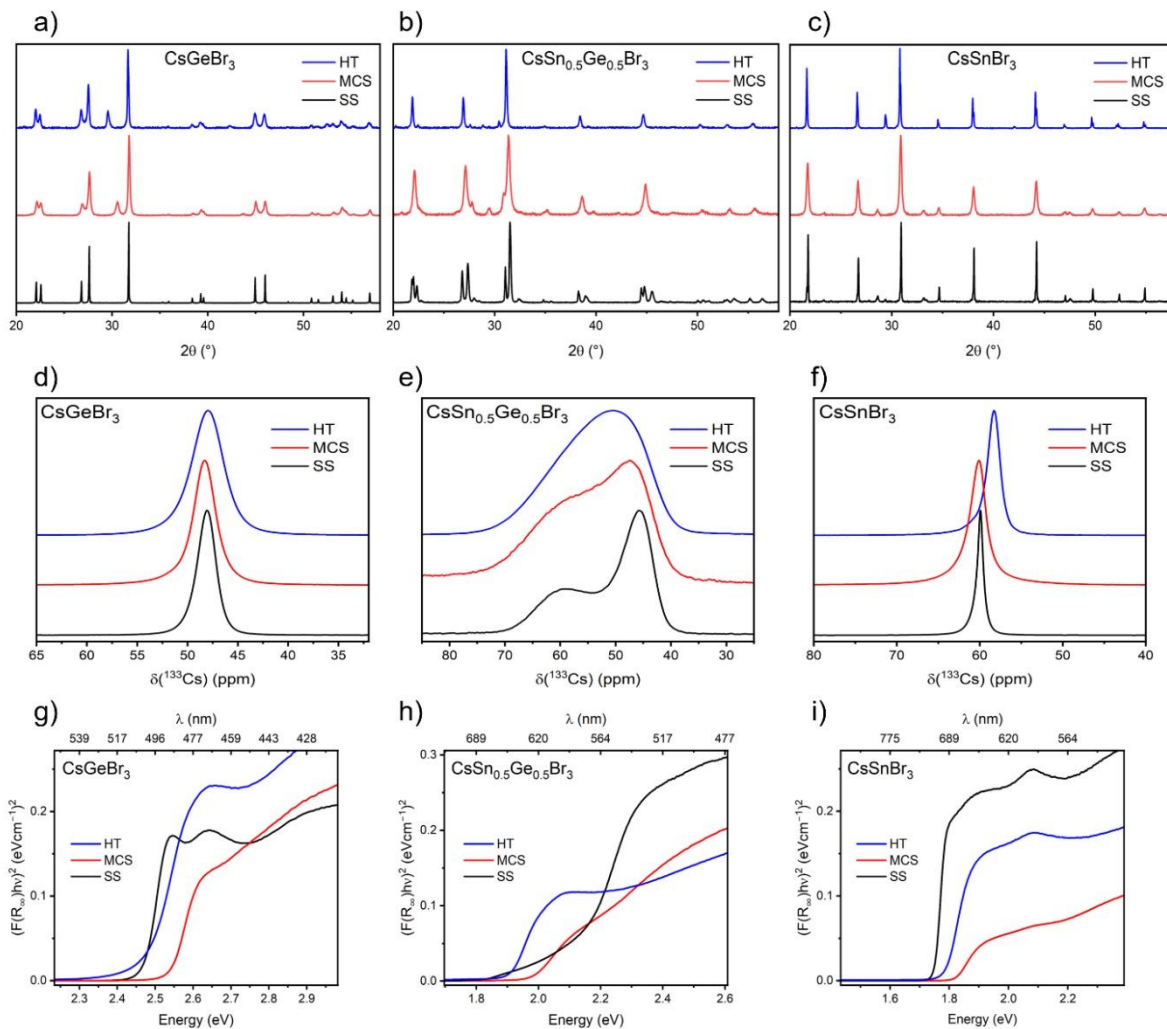 a)
CsGeBr₃
HT
MCS
SS
20 30 40 50
2θ (°)
b)
CsSn₀.₅Ge₀.₅Br₃
HT
MCS
SS
20 30 40 50
2θ (°)
c)
CsSnBr₃
HT
MCS
SS
20 30 40 50
2θ (°)
d)
CsGeBr₃
HT
MCS
SS
65 60 55 50 45 40 35
δ(¹³³Cs) (ppm)
e)
CsSn₀.₅Ge₀.₅Br₃
HT
MCS
SS
80 70 60 50 40 30
δ(¹³³Cs) (ppm)
f)
CsSnBr₃
HT
MCS
SS
80 70 60 50 40
δ(¹³³Cs) (ppm)
g)
λ (nm)
539 517 496 477 459 443 428
CsGeBr₃
HT
MCS
SS
(F(R∞)hν)² (eVcm⁻¹)²
0.2
0.1
0.0
2.3 2.4 2.5 2.6 2.7 2.8 2.9
Energy (eV)
h)
λ (nm)
689 620 564 517 477
CsSn₀.₅Ge₀.₅Br₃
HT
MCS
SS
(F(R∞)hν)² (eVcm⁻¹)²
0.3
0.2
0.1
0.0
1.8 2.0 2.2 2.4 2.6
Energy (eV)
i)
λ (nm)
775 689 620 564
CsSnBr₃
HT
MCS
SS
(F(R∞)hν)² (eVcm⁻¹)²
0.2
0.1
0.0
1.6 1.8 2.0 2.2
Energy (eV)